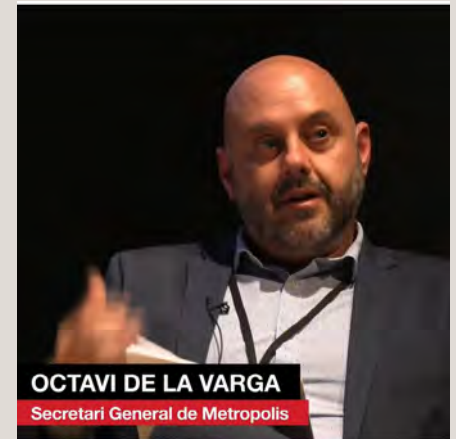 OCTAVI DE LA VARGA
Secretari General de Metropolis